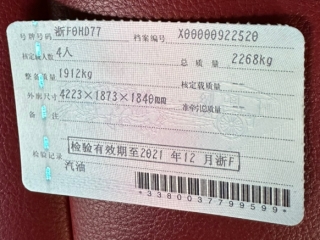 号牌号码 浙F0HD77 档案编号 X00000922520
核定载人数 4人 总质量 2268kg
整备质量 1912kg 核定载质量 --
外廓尺寸 4223×1873×1840mm 准牵引总质量 --
备注
检验有效期至2021年12月浙F
检验记录
汽油
*3380037799599*